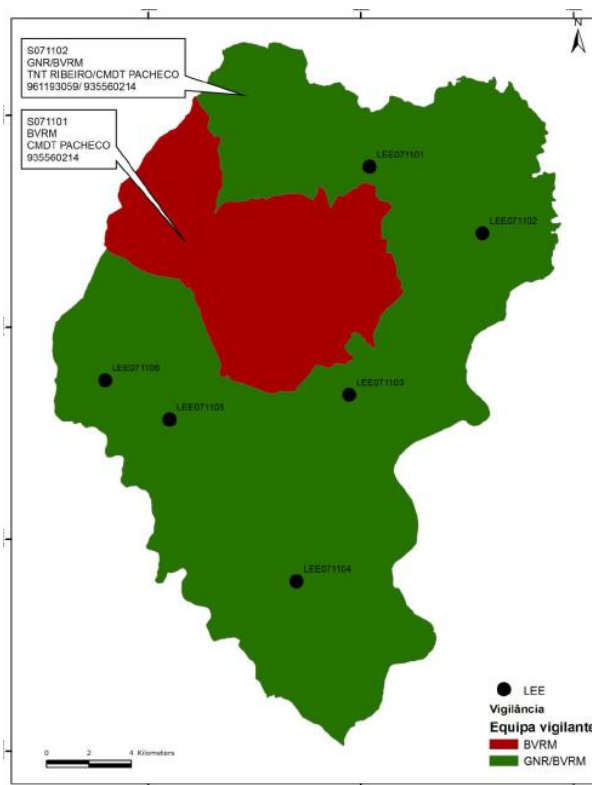 N
S071102
GNR/BVRM
TNT RIBEIRO/CMDT PACHECO
961193059/ 935560214
S071101
BVRM
CMDT PACHECO
935560214
LEE071101
LEE071102
LEE071106
LEE071103
LEE071105
LEE071104
LEE
Vigilância
Equipa vigilante
BVRM
GNR/BVRM
0 2 4 Kilometers